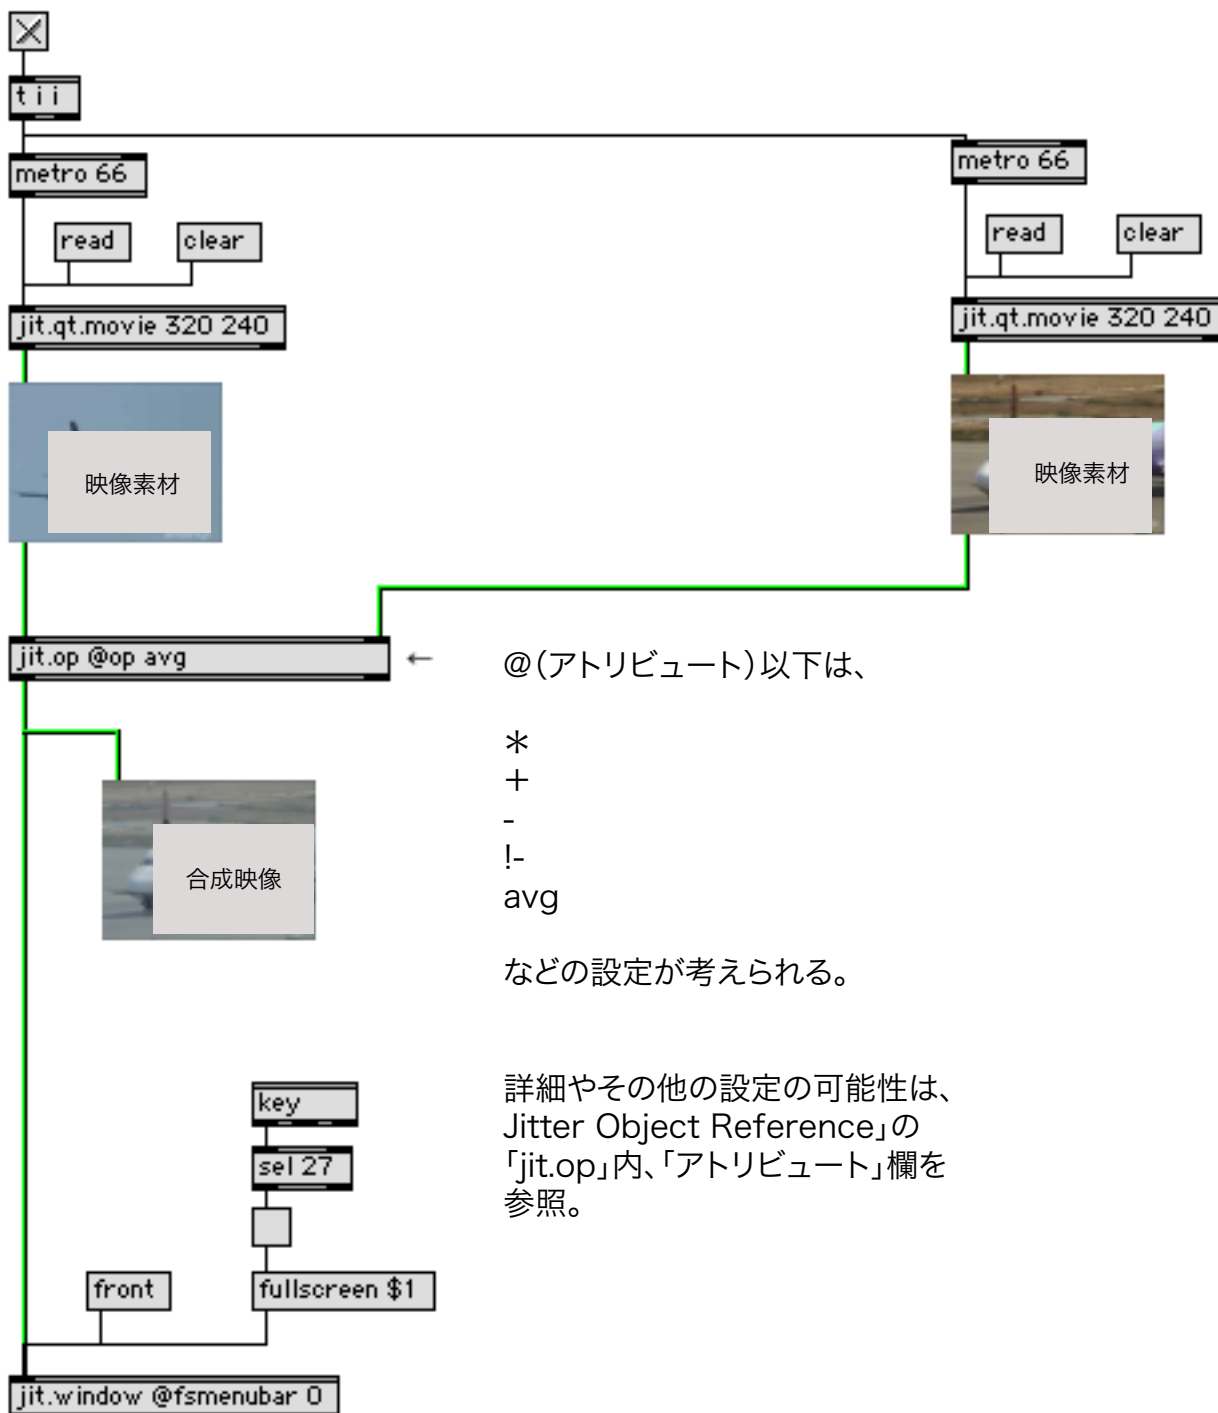 t i i
metro 66
metro 66
read
clear
read
clear
jit.qt.movie 320 240
jit.qt.movie 320 240
映像素材
映像素材
jit.op @op avg
←
@(アトリビュート)以下は、
＊
＋
-
!-
avg
合成映像
などの設定が考えられる。
詳細やその他の設定の可能性は、
Jitter Object Reference」の
「jit.op」内、「アトリビュート」欄を
参照。
key
sel 27
front
fullscreen $1
jit.window @fsmenubar 0